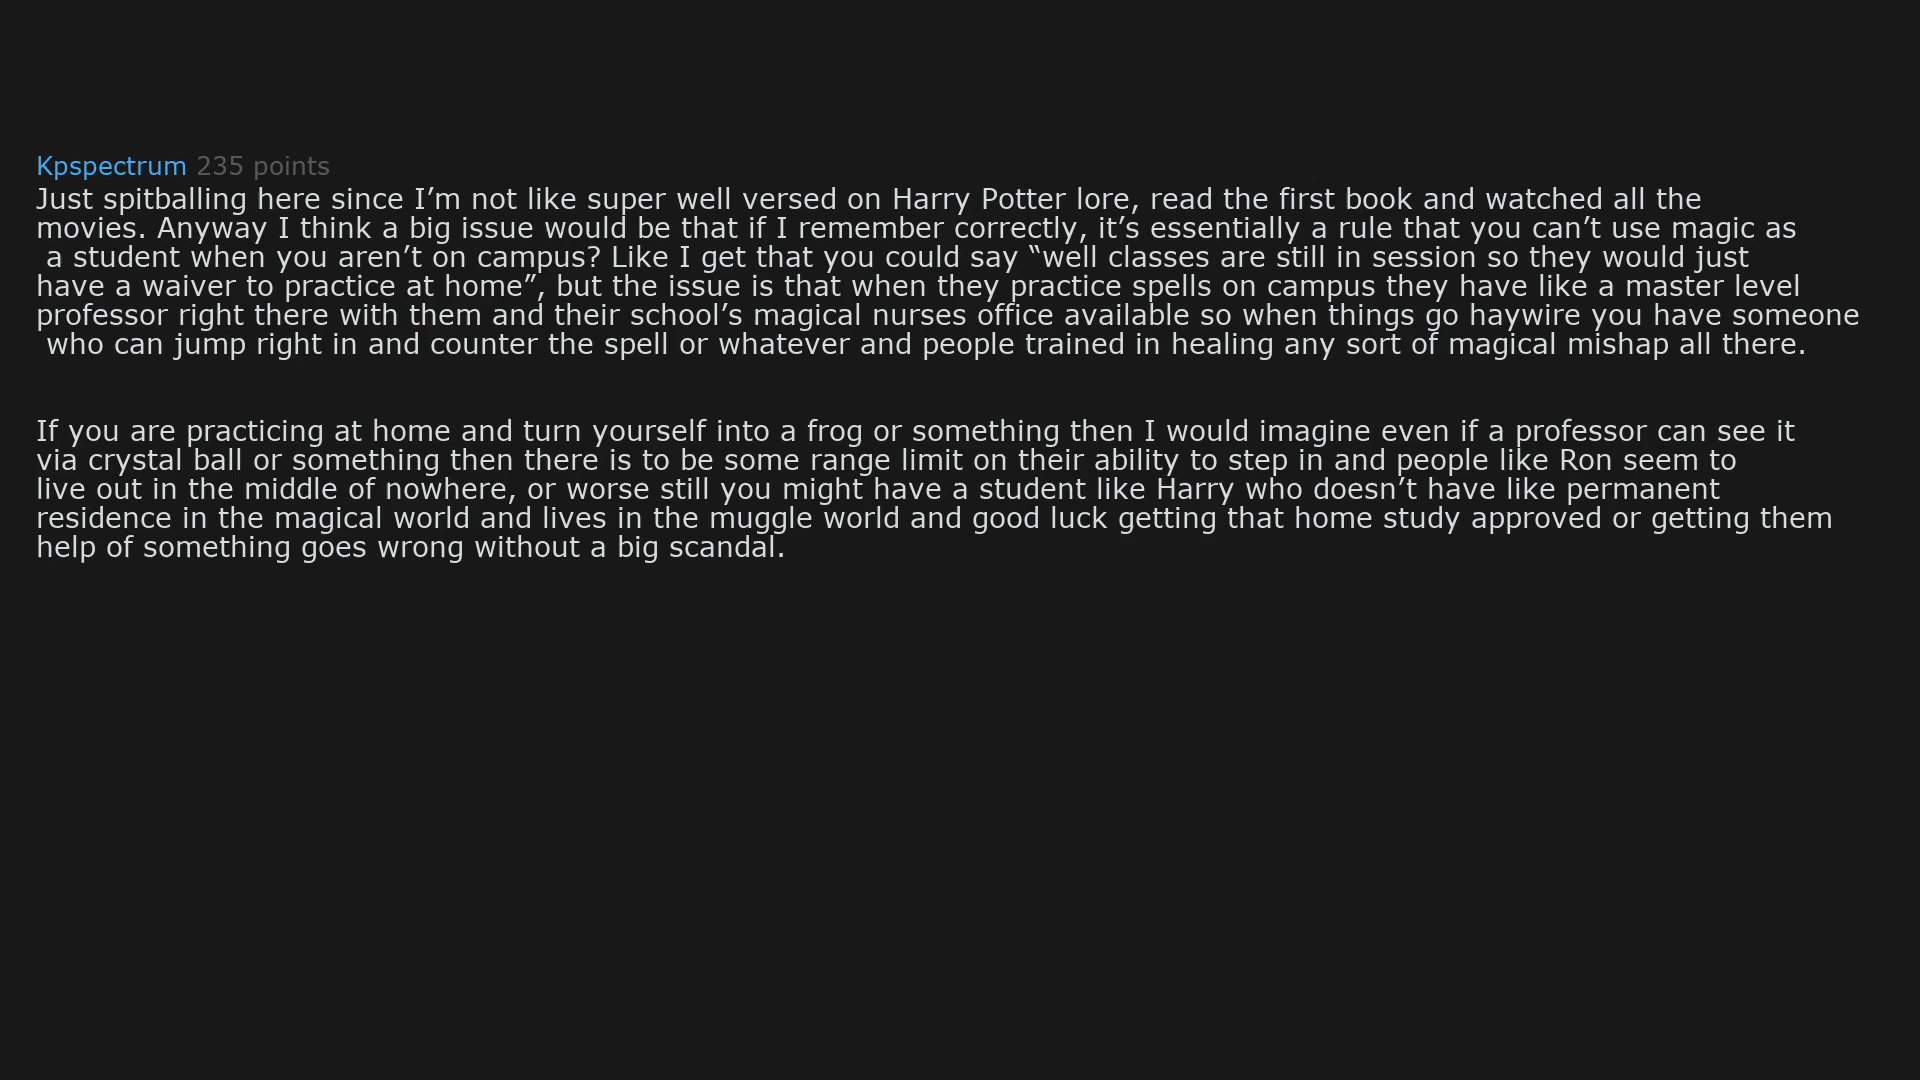 Kpspectrum 235 points
Just spitballing here since I’m not like super well versed on Harry Potter lore, read the first book and watched all the
movies. Anyway I think a big issue would be that if I remember correctly, it’s essentially a rule that you can’t use magic as
a student when you aren’t on campus? Like I get that you could say “well classes are still in session so they would just
have a waiver to practice at home”, but the issue is that when they practice spells on campus they have like a master level
professor right there with them and their school’s magical nurses office available so when things go haywire you have someone
who can jump right in and counter the spell or whatever and people trained in healing any sort of magical mishap all there.
If you are practicing at home and turn yourself into a frog or something then I would imagine even if a professor can see it
via crystal ball or something then there is to be some range limit on their ability to step in and people like Ron seem to
live out in the middle of nowhere, or worse still you might have a student like Harry who doesn’t have like permanent
residence in the magical world and lives in the muggle world and good luck getting that home study approved or getting them
help of something goes wrong without a big scandal.